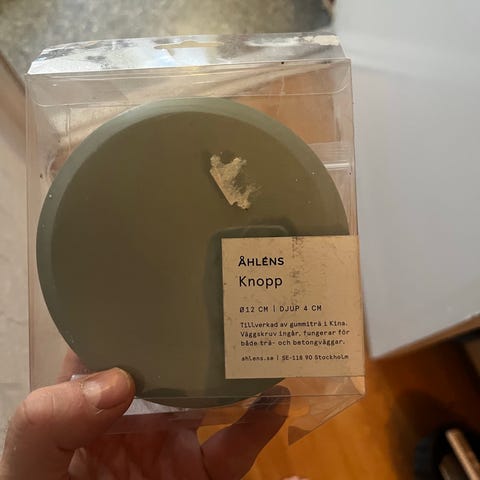 ÅHLÉNS
Knopp
Ø12 CM | DJUP 4 CM
Tillverkad av gummiträ i Kina.
Väggskruv ingår, fungerar för
både trä- och betongväggar.
ahlens.se | SE-118 90 Stockholm